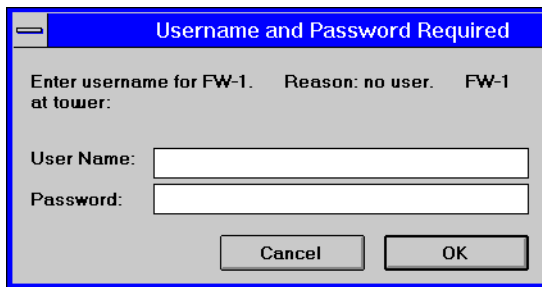 Username and Password Required
Enter username for FW-1. Reason: no user. FW-1
at tower:
User Name:
Password:
Cancel OK